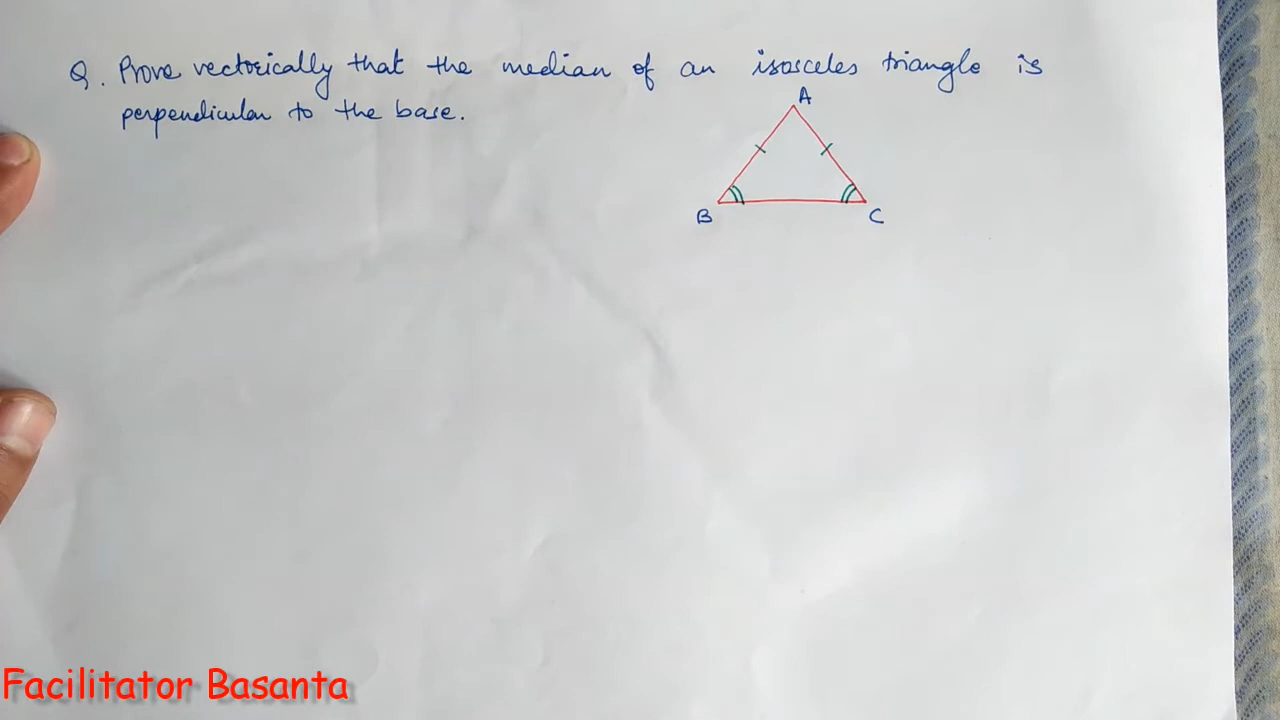 Q. Prove vectorically that the median of an isosceles triangle is
perpendicular to the base.
A
B
C
Facilitator Basanta